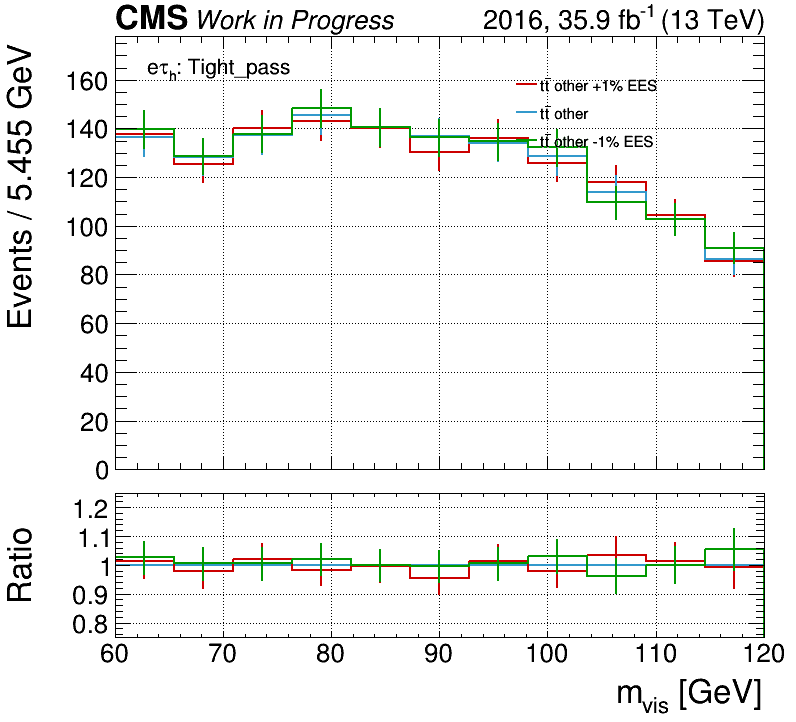 CMS Work in Progress 2016, 35.9 fb⁻¹ (13 TeV)
eτₕ: Tight_pass
tt̄ other +1% EES
tt̄ other
tt̄ other -1% EES
Events / 5.455 GeV
160
140
120
100
80
60
40
20
0
Ratio
1.2
1.1
1
0.9
0.8
60 70 80 90 100 110 120
m_vis [GeV]